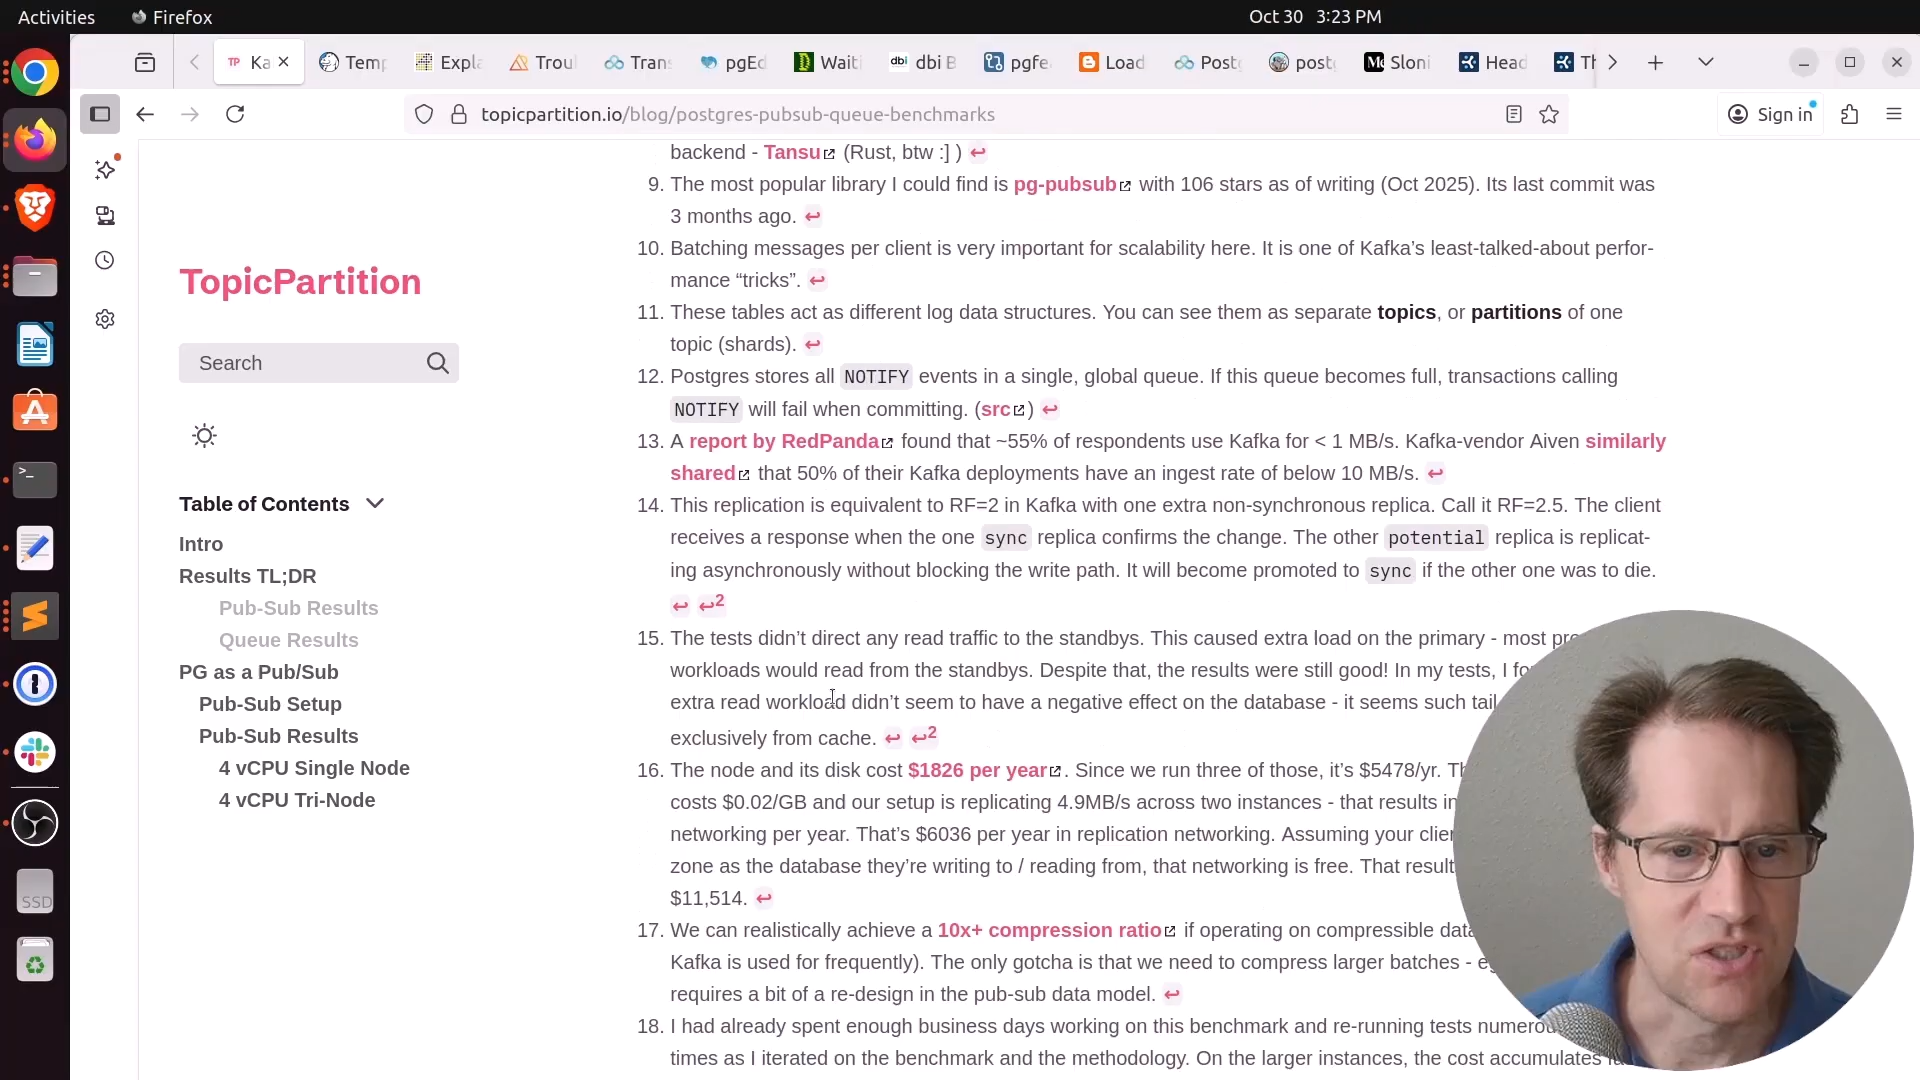 Activities
Firefox
Oct 30 3:23 PM
TP Ka
Temp
Expla
Troul
Trans
pgEd
Waiti
dbi dbi B
pgfe
Load
Postg
postg
Sloni
Head
Th
topicpartition.io/blog/postgres-pubsub-queue-benchmarks
Sign in
TopicPartition
Search
Table of Contents
Intro
Results TL;DR
Pub-Sub Results
Queue Results
PG as a Pub/Sub
Pub-Sub Setup
Pub-Sub Results
4 vCPU Single Node
4 vCPU Tri-Node
SSD
backend - Tansu (Rust, btw :] ) ↩
9. The most popular library I could find is pg-pubsub with 106 stars as of writing (Oct 2025). Its last commit was
3 months ago. ↩
10. Batching messages per client is very important for scalability here. It is one of Kafka’s least-talked-about perfor-
mance “tricks”. ↩
11. These tables act as different log data structures. You can see them as separate topics, or partitions of one
topic (shards). ↩
12. Postgres stores all NOTIFY events in a single, global queue. If this queue becomes full, transactions calling
NOTIFY will fail when committing. (src) ↩
13. A report by RedPanda found that ~55% of respondents use Kafka for < 1 MB/s. Kafka-vendor Aiven similarly
shared that 50% of their Kafka deployments have an ingest rate of below 10 MB/s. ↩
14. This replication is equivalent to RF=2 in Kafka with one extra non-synchronous replica. Call it RF=2.5. The client
receives a response when the one sync replica confirms the change. The other potential replica is replicat-
ing asynchronously without blocking the write path. It will become promoted to sync if the other one was to die.
↩ ↩2
15. The tests didn’t direct any read traffic to the standbys. This caused extra load on the primary - most
workloads would read from the standbys. Despite that, the results were still good! In my tests, I
extra read workload didn’t seem to have a negative effect on the database - it seems such tail
exclusively from cache. ↩ ↩2
16. The node and its disk cost $1826 per year. Since we run three of those, it’s $5478/yr.
costs $0.02/GB and our setup is replicating 4.9MB/s across two instances - that results in
networking per year. That’s $6036 per year in replication networking. Assuming your
zone as the database they’re writing to / reading from, that networking is free. That
$11,514. ↩
17. We can realistically achieve a 10x+ compression ratio if operating on compressible data
Kafka is used for frequently). The only gotcha is that we need to compress larger batches -
requires a bit of a re-design in the pub-sub data model. ↩
18. I had already spent enough business days working on this benchmark and re-running tests
times as I iterated on the benchmark and the methodology. On the larger instances, the cost accumulates